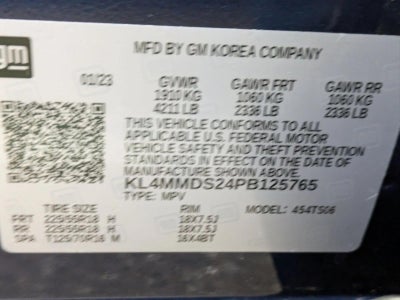 gm
MFD BY GM KOREA COMPANY
01/23 GVWR GAWR FRT GAWR RR
1910 KG 1060 KG 1060 KG
4211 LB 2336 LB 2336 LB
THIS VEHICLE CONFORMS TO ALL
APPLICABLE U.S. FEDERAL MOTOR
VEHICLE SAFETY AND THEFT PREVENTION
STANDARDS IN EFFECT ON THE DATE OF
MANUFACTURE SHOWN ABOVE.
KL4MMDS24PB125765
TYPE: MPV
TIRE SIZE RIM MODEL: 4S4TS06
FRT 225/55R18 H 18X7.5J
RR 225/55R18 H 18X7.5J
SPA T125/70R16 M 16X4BT